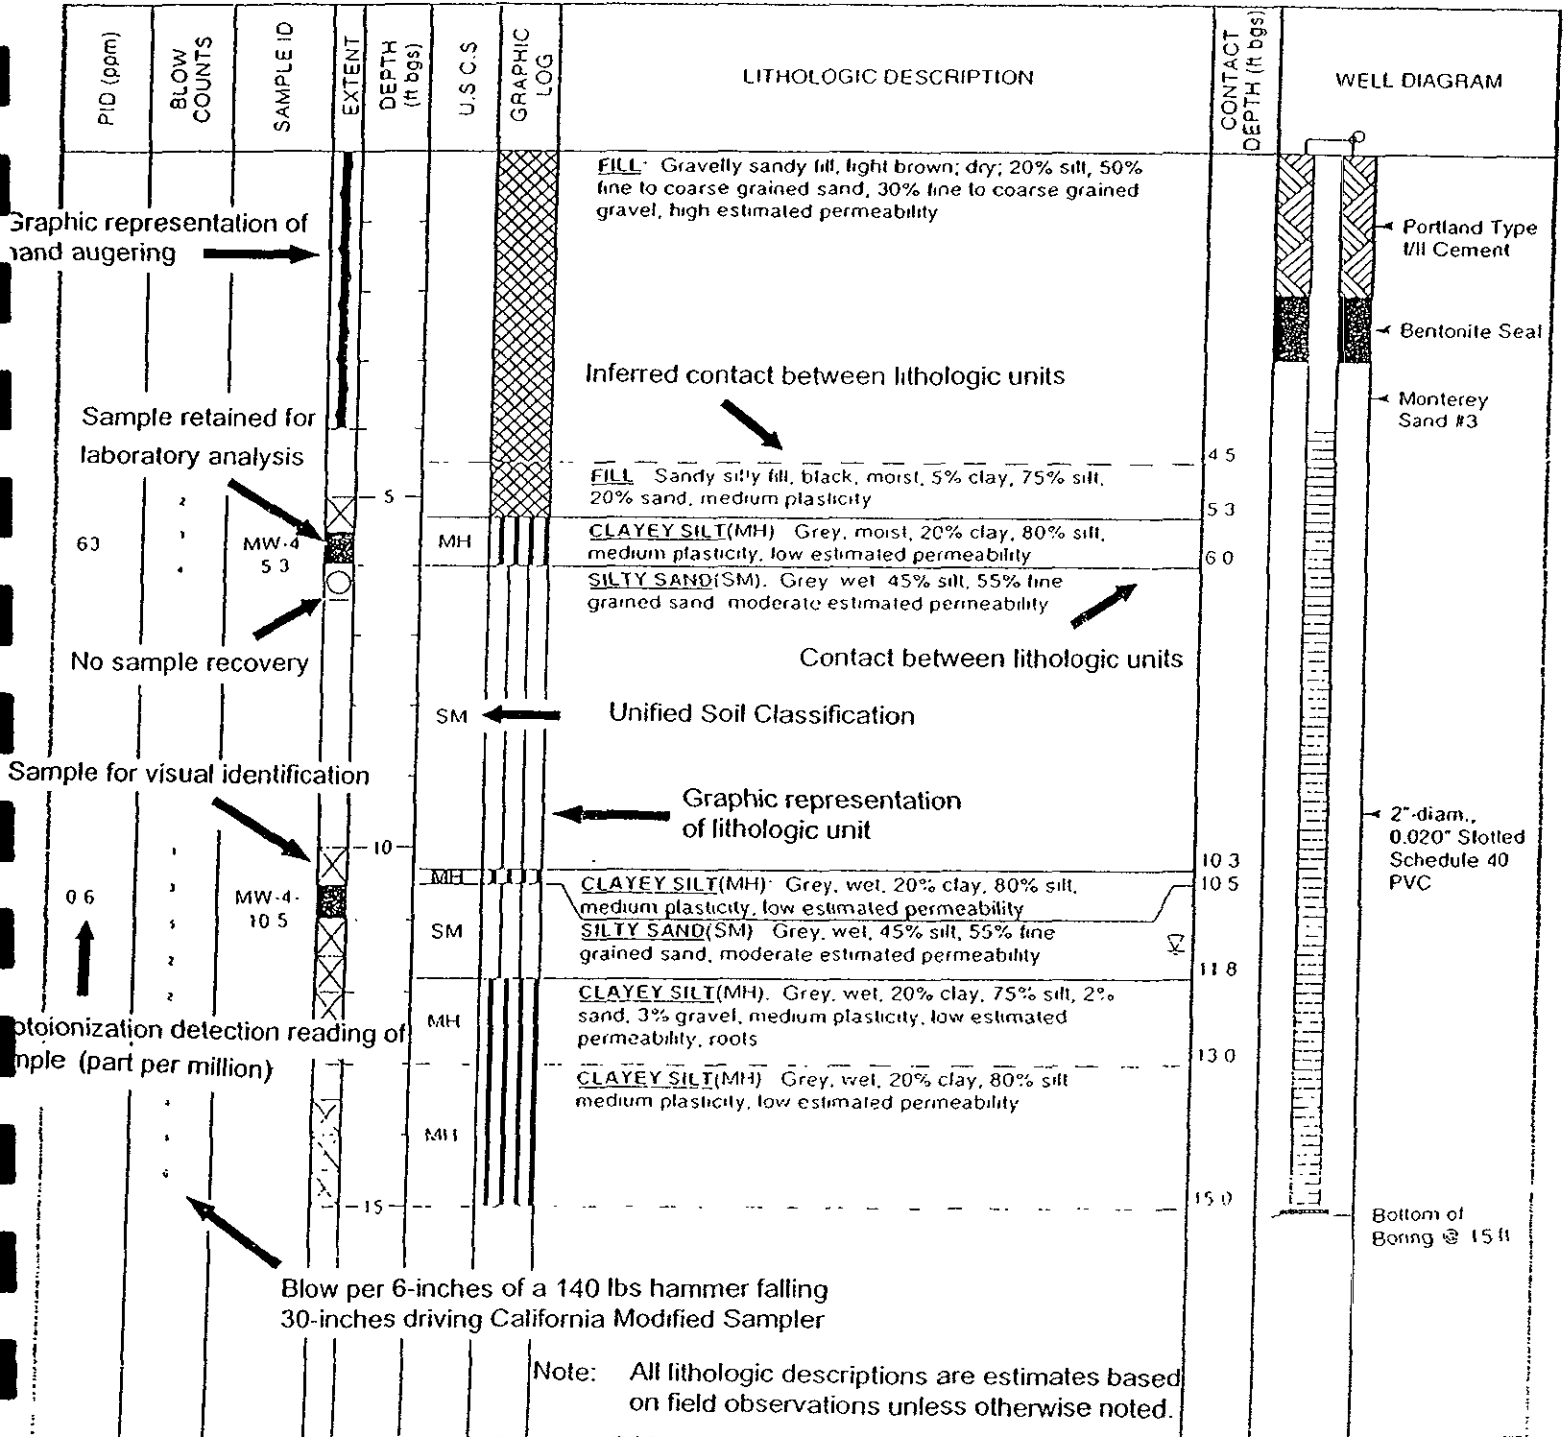 PID (ppm)
BLOW
COUNTS
SAMPLE ID
EXTENT
DEPTH
(ft bgs)
U.S.C.S
GRAPHIC
LOG
LITHOLOGIC DESCRIPTION
CONTACT
DEPTH (ft bgs)
WELL DIAGRAM
FILL Gravelly sandy fill, light brown; dry; 20% silt, 50%
fine to coarse grained sand, 30% fine to coarse grained
gravel, high estimated permeability
Graphic representation of
hand augering
Portland Type
I/II Cement
Bentonite Seal
Inferred contact between lithologic units
Monterey
Sand #3
Sample retained for
laboratory analysis
4 5
FILL Sandy silty fill, black, moist, 5% clay, 75% silt,
20% sand, medium plasticity
5
5 3
2
63
MW-4
5 3
MH
CLAYEY SILT(MH) Grey, moist, 20% clay, 80% silt,
medium plasticity, low estimated permeability
6 0
4
SILTY SAND(SM). Grey wet 45% silt, 55% fine
grained sand moderate estimated permeability
No sample recovery
Contact between lithologic units
SM
Unified Soil Classification
Sample for visual identification
Graphic representation
of lithologic unit
2"-diam.,
0.020" Slotted
Schedule 40
PVC
10
10 3
MH
CLAYEY SILT(MH) Grey, wet, 20% clay, 80% silt,
medium plasticity, low estimated permeability
10 5
0 6
3
MW-4-
10 5
5
SM
SILTY SAND(SM) Grey, wet, 45% silt, 55% fine
grained sand, moderate estimated permeability
2
11 8
2
MH
CLAYEY SILT(MH). Grey, wet, 20% clay, 75% silt, 2%
sand, 3% gravel, medium plasticity, low estimated
permeability, roots
otoionization detection reading of
mple (part per million)
13 0
CLAYEY SILT(MH) Grey, wet, 20% clay, 80% silt
medium plasticity, low estimated permeability
MH
15
15 0
Bottom of
Boring @ 15 ft
Blow per 6-inches of a 140 lbs hammer falling
30-inches driving California Modified Sampler
Note: All lithologic descriptions are estimates based
on field observations unless otherwise noted.